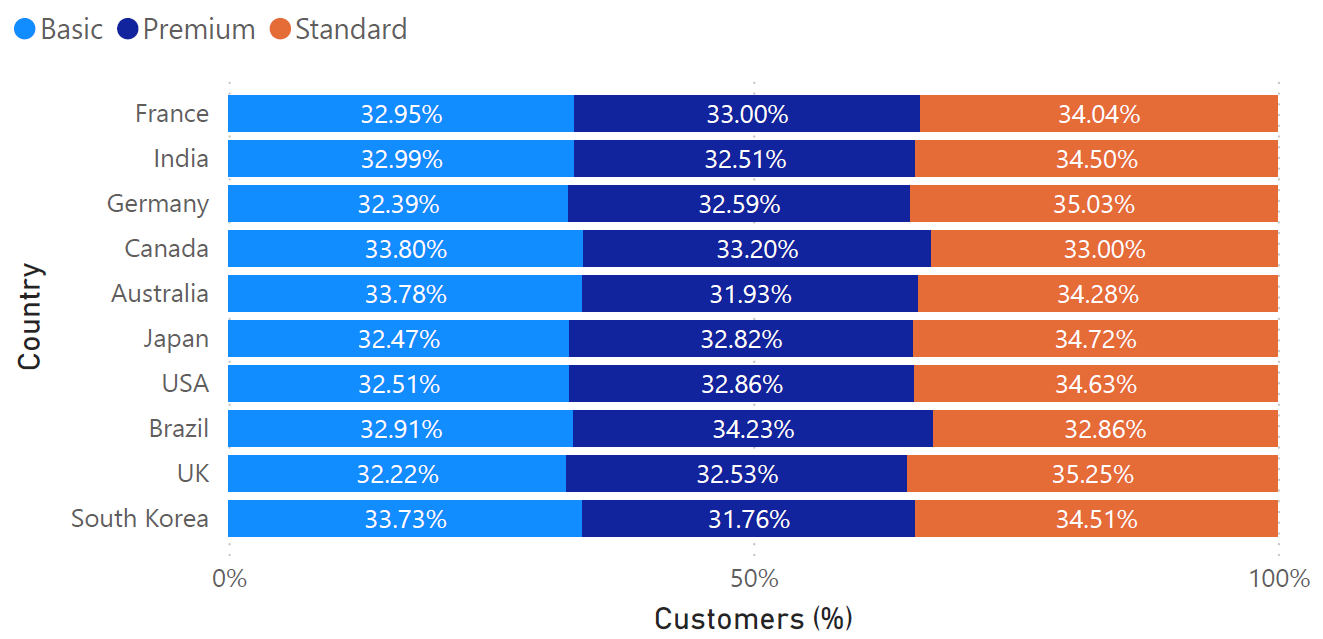 Basic Premium Standard
France 32.95% 33.00% 34.04%
India 32.99% 32.51% 34.50%
Germany 32.39% 32.59% 35.03%
Canada 33.80% 33.20% 33.00%
Australia 33.78% 31.93% 34.28%
Japan 32.47% 32.82% 34.72%
USA 32.51% 32.86% 34.63%
Brazil 32.91% 34.23% 32.86%
UK 32.22% 32.53% 35.25%
South Korea 33.73% 31.76% 34.51%
Country
0% 50% 100%
Customers (%)